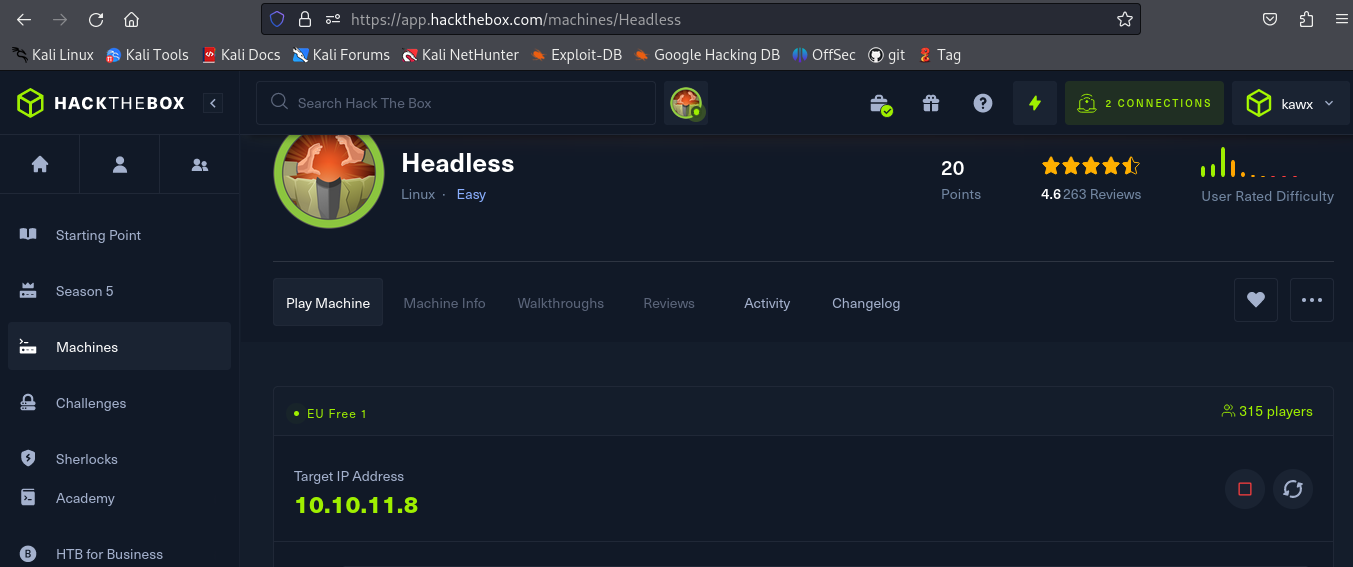 https://app.hackthebox.com/machines/Headless
Kali Linux Kali Tools Kali Docs Kali Forums Kali NetHunter Exploit-DB Google Hacking DB OffSec git Tag
HACKTHEBOX Search Hack The Box 2 CONNECTIONS kawx
Headless
Linux · Easy
20
Points
4.6 263 Reviews
User Rated Difficulty
Starting Point
Season 5
Machines
Challenges
Sherlocks
Academy
B HTB for Business
Play Machine Machine Info Walkthroughs Reviews Activity Changelog
EU Free 1 315 players
Target IP Address
10.10.11.8